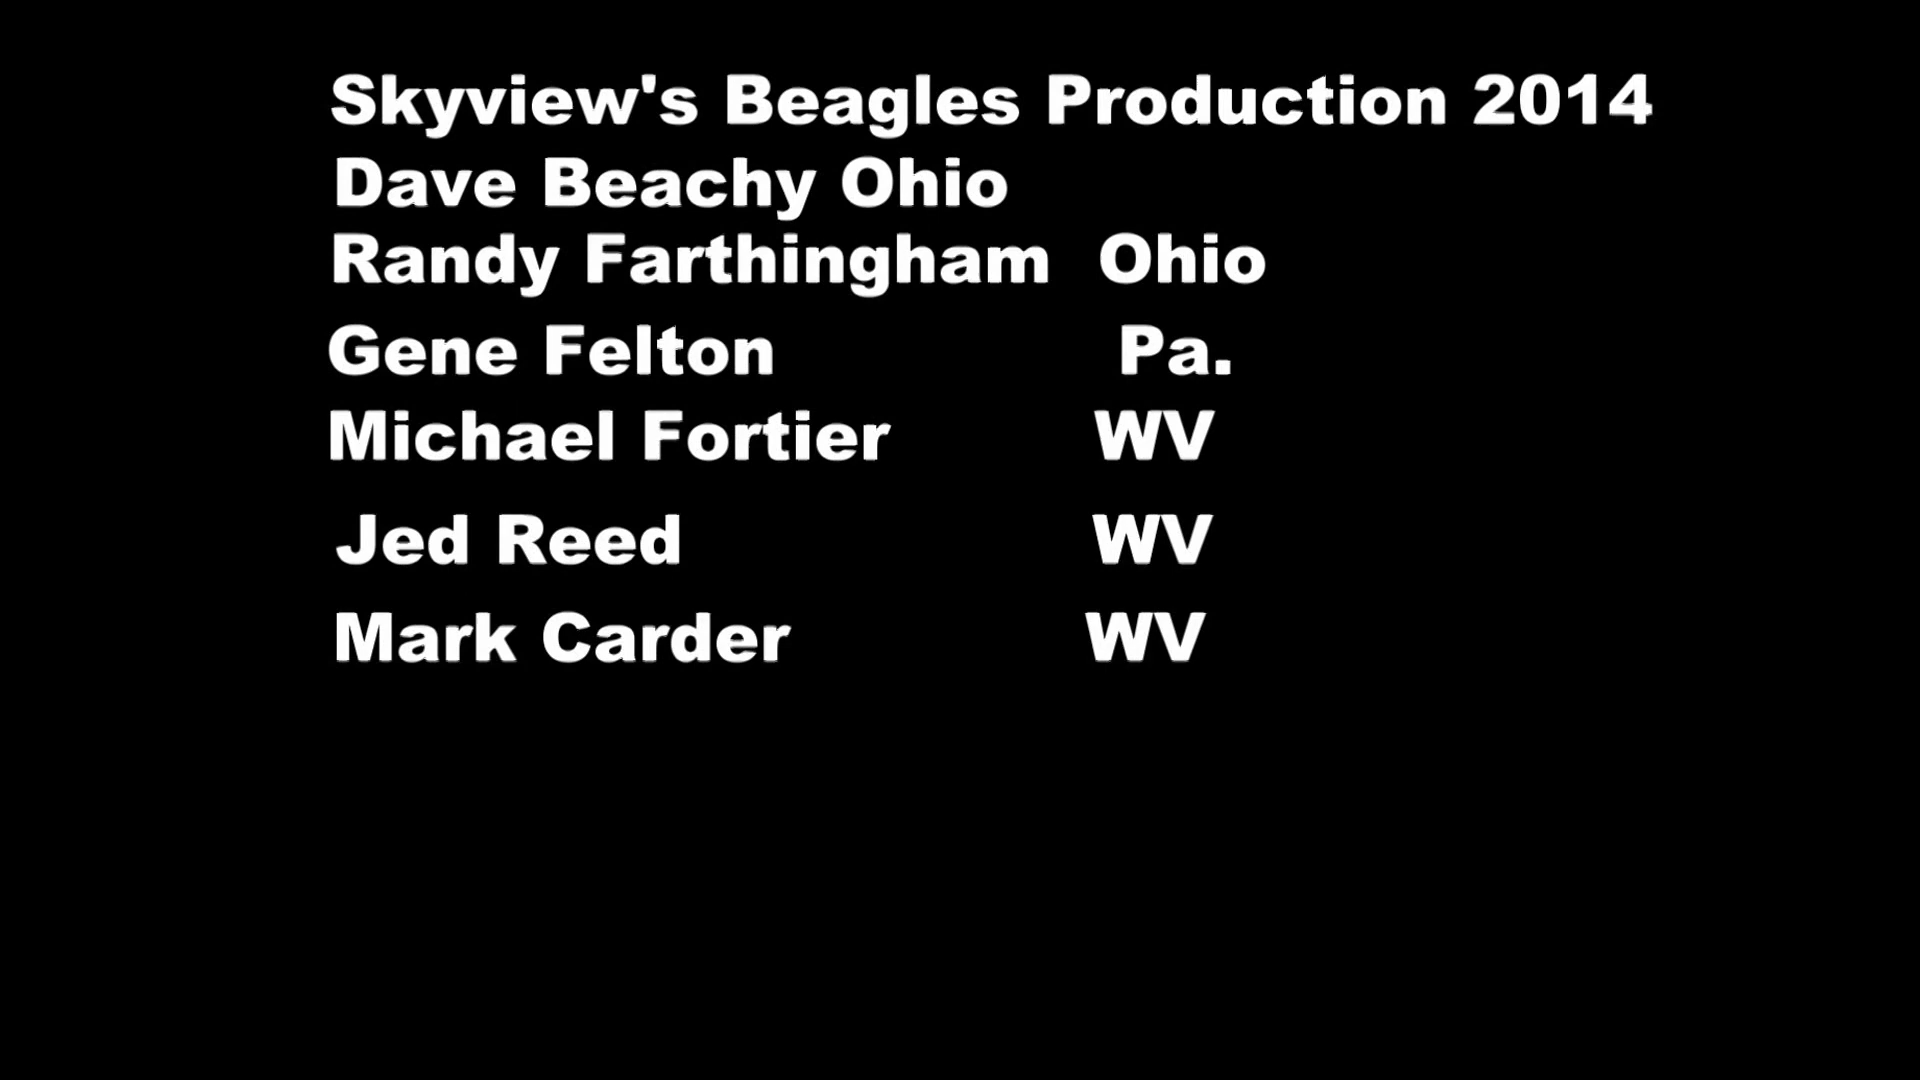 Skyview's Beagles Production 2014
Dave Beachy Ohio
Randy Farthingham Ohio
Gene Felton Pa.
Michael Fortier WV
Jed Reed WV
Mark Carder WV